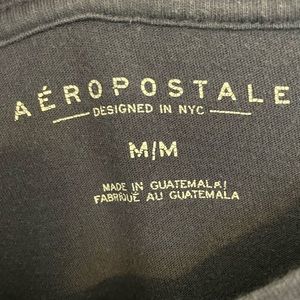 AÉROPOSTALE
DESIGNED IN NYC
M/M
MADE IN GUATEMALA/
FABRIQUÉ AU GUATEMALA